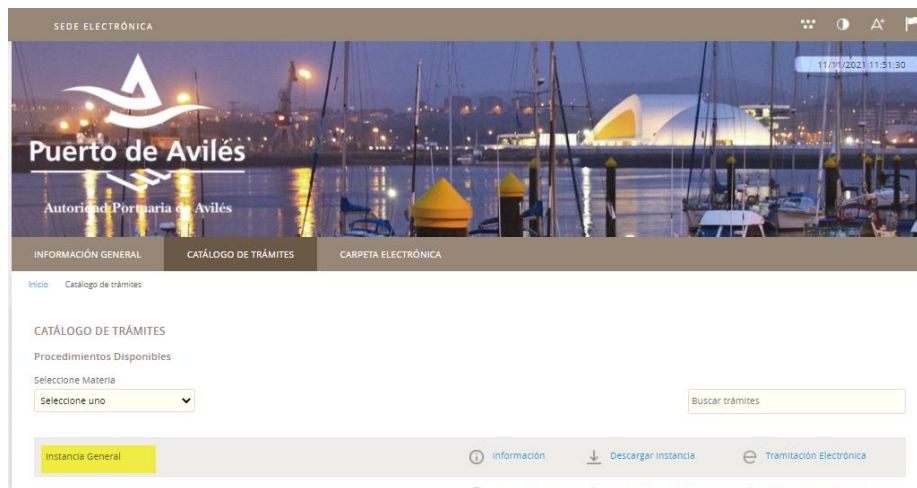 SEDE ELECTRÓNICA
11/11/2021 11:51:30
Puerto de Avilés
Autoridad Portuaria de Avilés
INFORMACIÓN GENERAL CATÁLOGO DE TRÁMITES CARPETA ELECTRÓNICA
Inicio Catálogo de trámites
CATÁLOGO DE TRÁMITES
Procedimientos Disponibles
Seleccione Materia
Seleccione uno Buscar trámites
Instancia General Información Descargar instancia Tramitación Electrónica